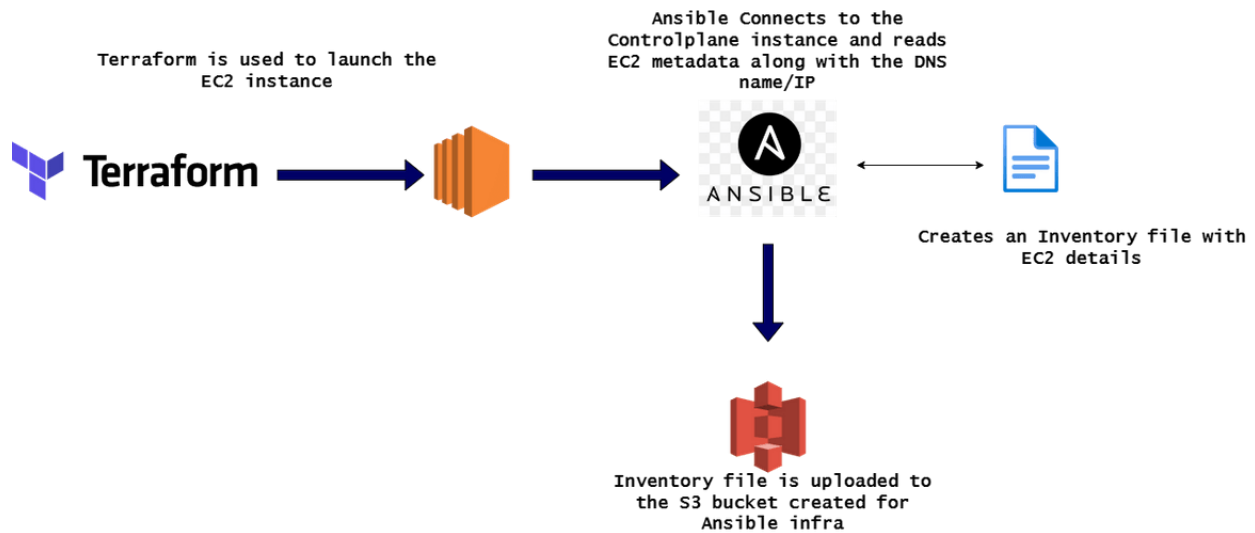 Ansible Connects to the
Controlplane instance and reads
EC2 metadata along with the DNS
name/IP
Terraform is used to launch the
EC2 instance
Terraform
ANSIBLE
Creates an Inventory file with
EC2 details
Inventory file is uploaded to
the S3 bucket created for
Ansible infra